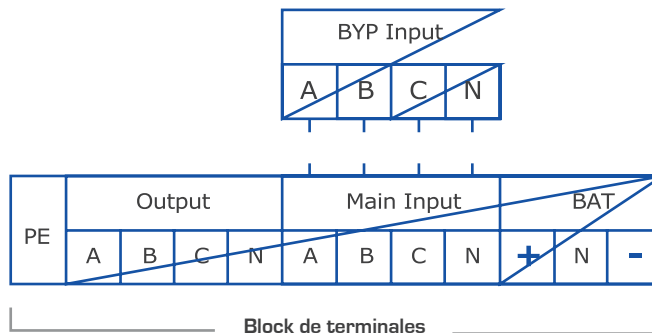 BYP Input
A B C N
Output Main Input BAT
PE
A B C N A B C N + N -
Block de terminales